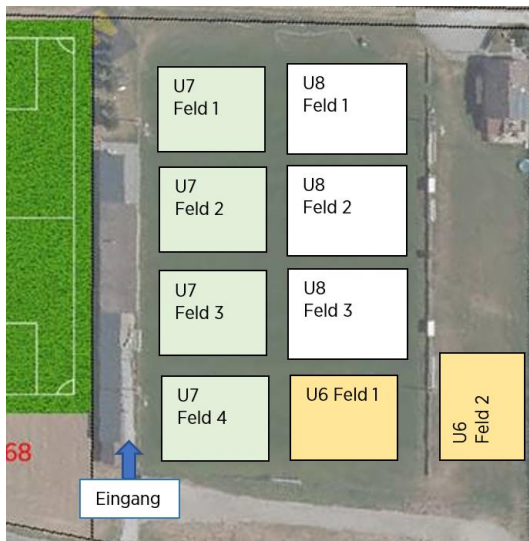 U7
Feld 1
U8
Feld 1
U7
Feld 2
U8
Feld 2
U7
Feld 3
U8
Feld 3
U7
Feld 4
U6 Feld 1
U6
Feld 2
68
Eingang